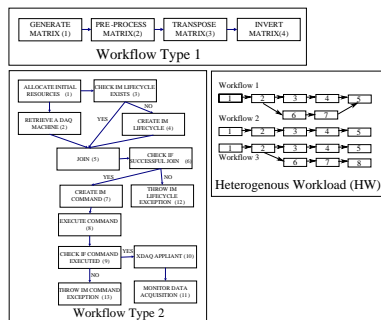 GENERATE MATRIX (1)
PRE-PROCESS MATRIX(2)
TRANSPOSE MATRIX(3)
INVERT MATRIX(4)
Workflow Type 1
ALLOCATE INITIAL RESOURCES (1)
CHECK IM LIFECYCLE EXISTS (3)
NO
RETRIEVE A DAQ MACHINE (2)
YES
CREATE IM LIFECYCLE (4)
JOIN (5)
CHECK IF SUCCESSFUL JOIN (6)
YES
NO
CREATE IM COMMAND (7)
THROW IM LIFECYCLE EXCEPTION (12)
EXECUTE COMMAND (8)
CHECK IF COMMAND EXECUTED (9)
YES
XDAQ APPLIANT (10)
NO
THROW IM COMMAND EXCEPTION (13)
MONITOR DATA ACQUISITION (11)
Workflow Type 2
Workflow 1
1 2 3 4 5
6 7
Workflow 2
1 2 3 4 5
Workflow 3
1 2 3 4 5
6 7 8
Heterogenous Workload (HW)